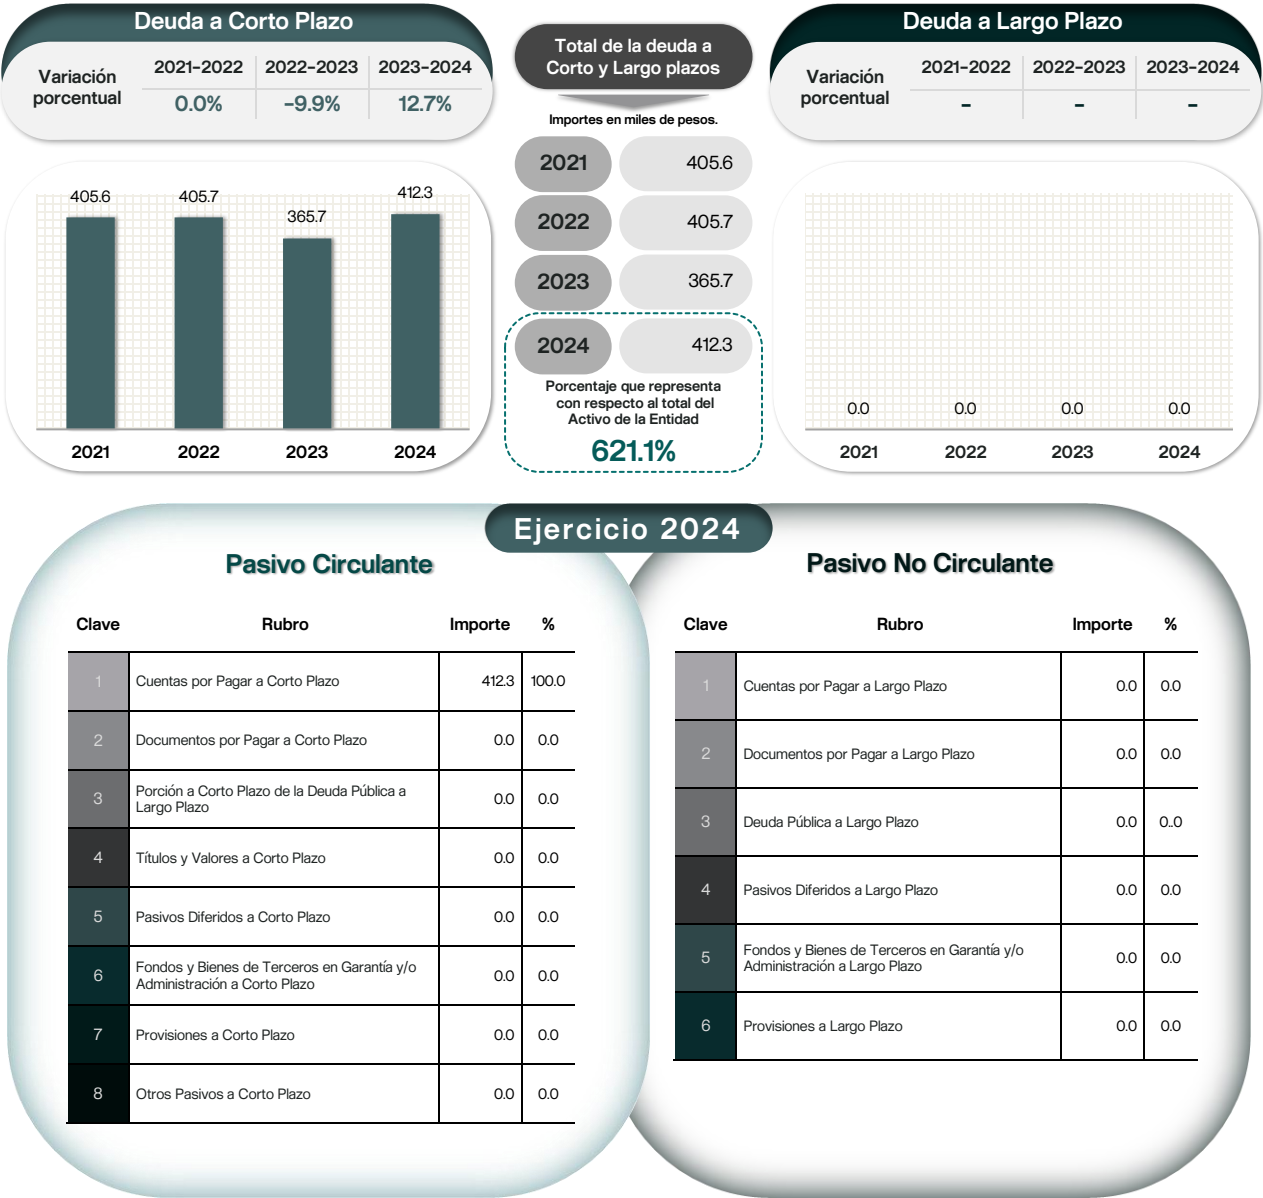 Deuda a Corto Plazo
Variación
porcentual
2021-2022 2022-2023 2023-2024
0.0% -9.9% 12.7%
405.6 405.7 365.7 412.3
2021 2022 2023 2024
Total de la deuda a
Corto y Largo plazos
Importes en miles de pesos.
2021 405.6
2022 405.7
2023 365.7
2024 412.3
Porcentaje que representa
con respecto al total del
Activo de la Entidad
621.1%
Deuda a Largo Plazo
Variación
porcentual
2021-2022 2022-2023 2023-2024
- - -
0.0 0.0 0.0 0.0
2021 2022 2023 2024
Ejercicio 2024
Pasivo Circulante
Clave Rubro Importe %
1 Cuentas por Pagar a Corto Plazo 412.3 100.0
2 Documentos por Pagar a Corto Plazo 0.0 0.0
3 Porción a Corto Plazo de la Deuda Pública a
Largo Plazo 0.0 0.0
4 Títulos y Valores a Corto Plazo 0.0 0.0
5 Pasivos Diferidos a Corto Plazo 0.0 0.0
6 Fondos y Bienes de Terceros en Garantía y/o
Administración a Corto Plazo 0.0 0.0
7 Provisiones a Corto Plazo 0.0 0.0
8 Otros Pasivos a Corto Plazo 0.0 0.0
Pasivo No Circulante
Clave Rubro Importe %
1 Cuentas por Pagar a Largo Plazo 0.0 0.0
2 Documentos por Pagar a Largo Plazo 0.0 0.0
3 Deuda Pública a Largo Plazo 0.0 0..0
4 Pasivos Diferidos a Largo Plazo 0.0 0.0
5 Fondos y Bienes de Terceros en Garantía y/o
Administración a Largo Plazo 0.0 0.0
6 Provisiones a Largo Plazo 0.0 0.0